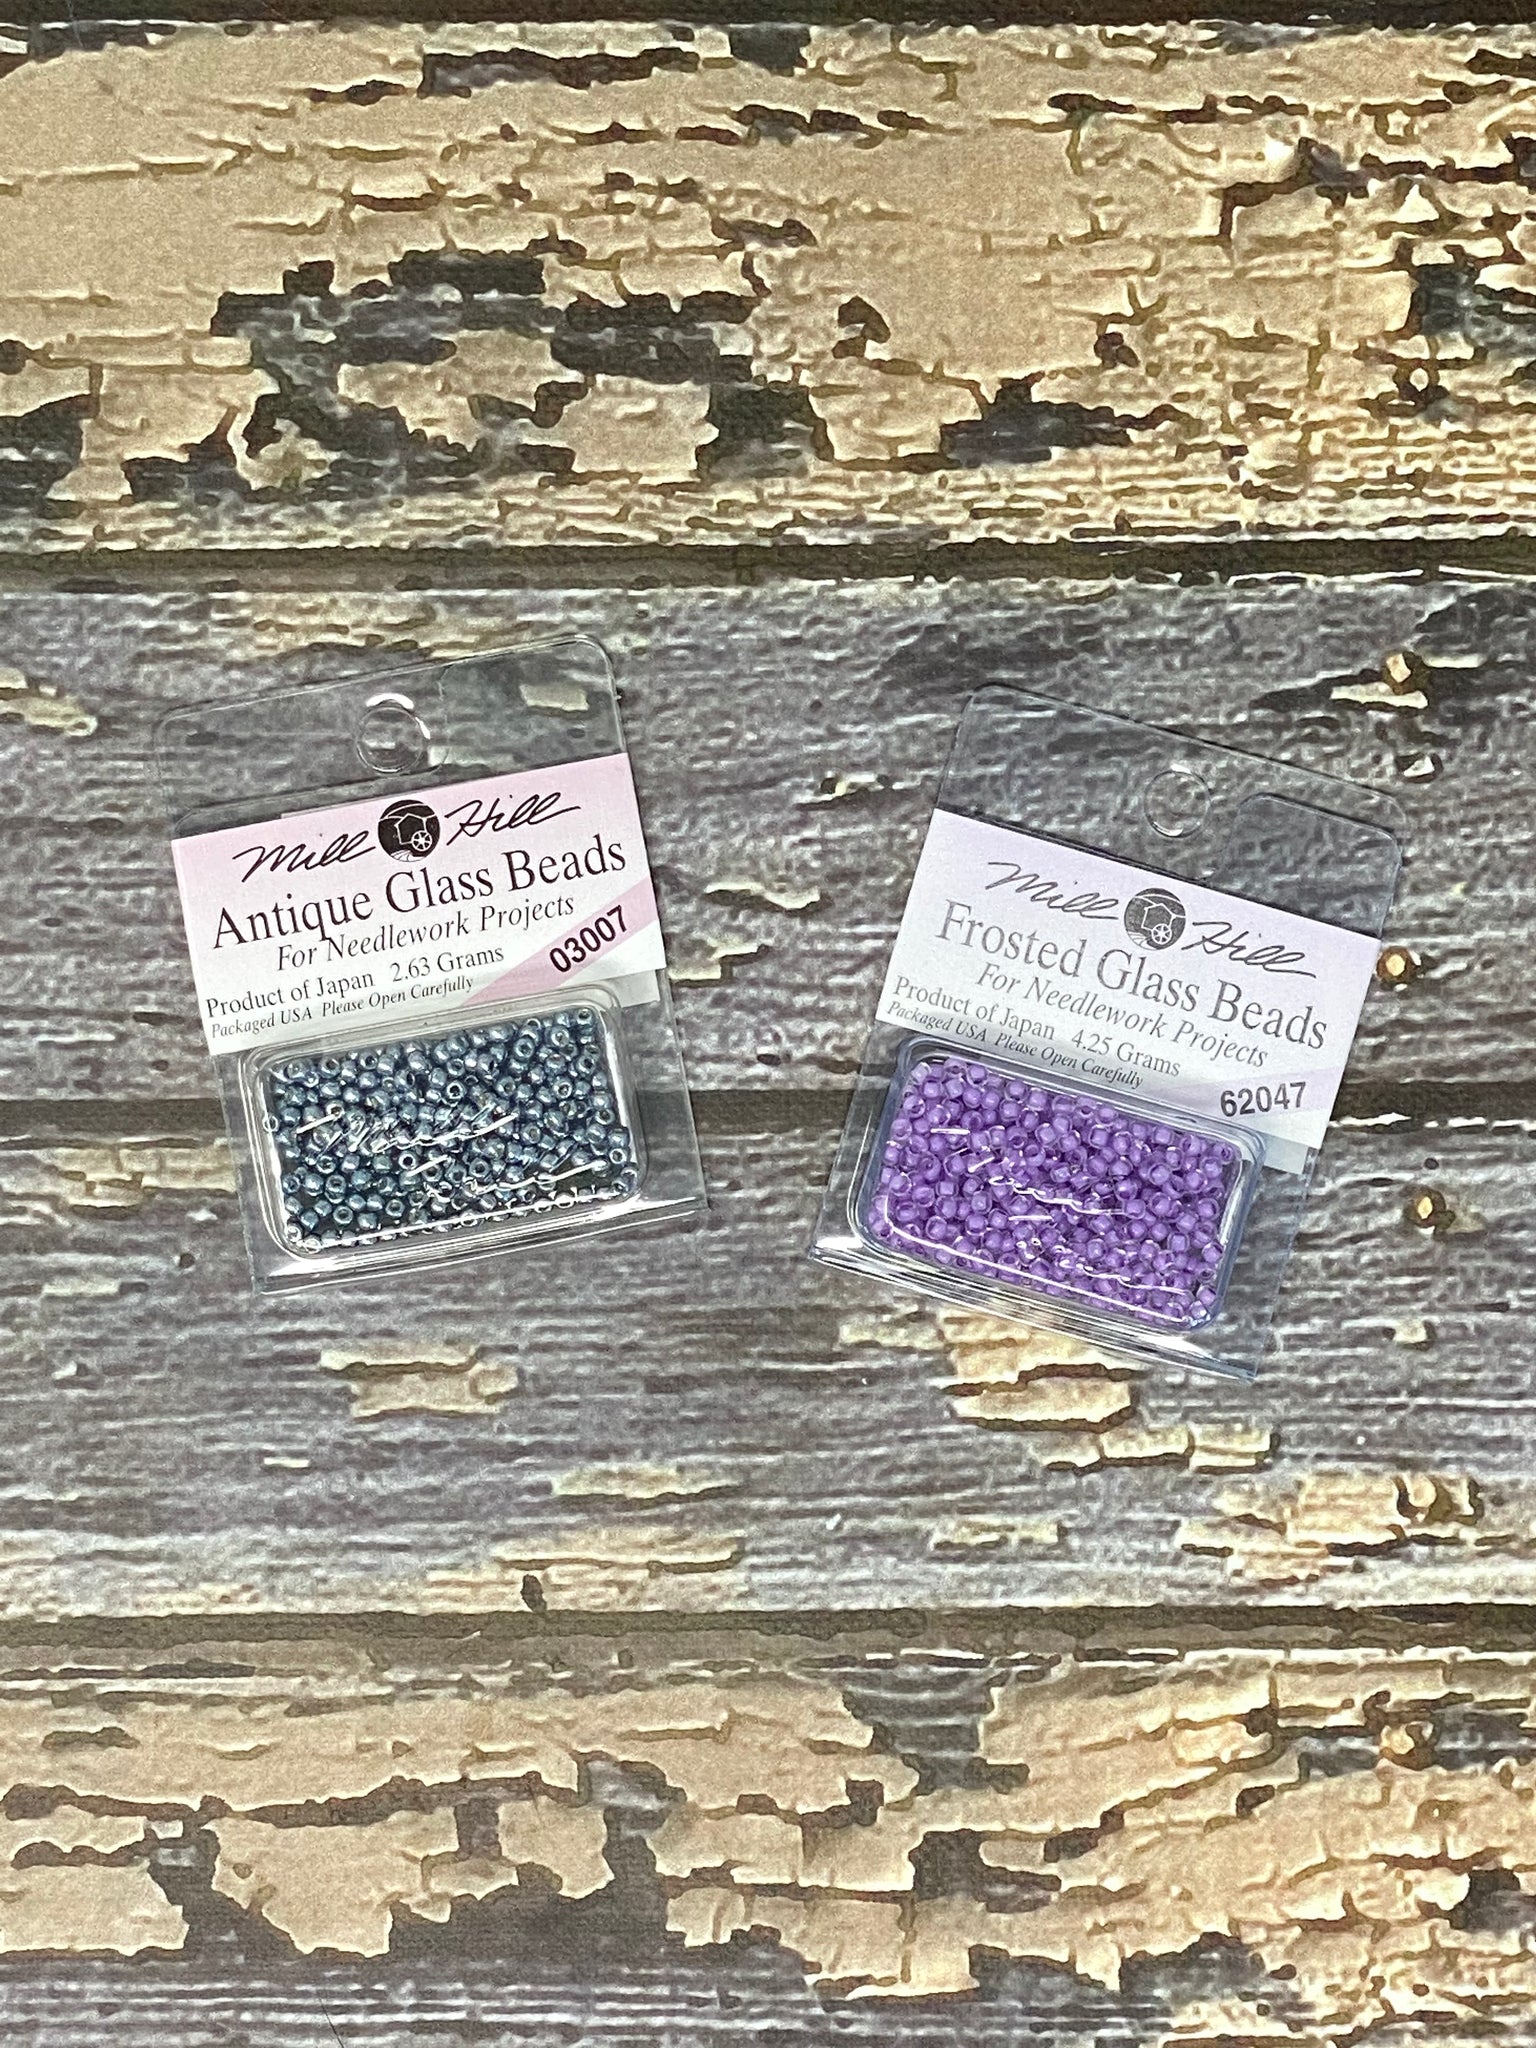 Mill Hill
Antique Glass Beads
For Needlework Projects
Product of Japan 2.63 Grams
Packaged USA Please Open Carefully
03007
Mill Hill
Frosted Glass Beads
For Needlework Projects
Product of Japan 4.25 Grams
Packaged USA Please Open Carefully
62047